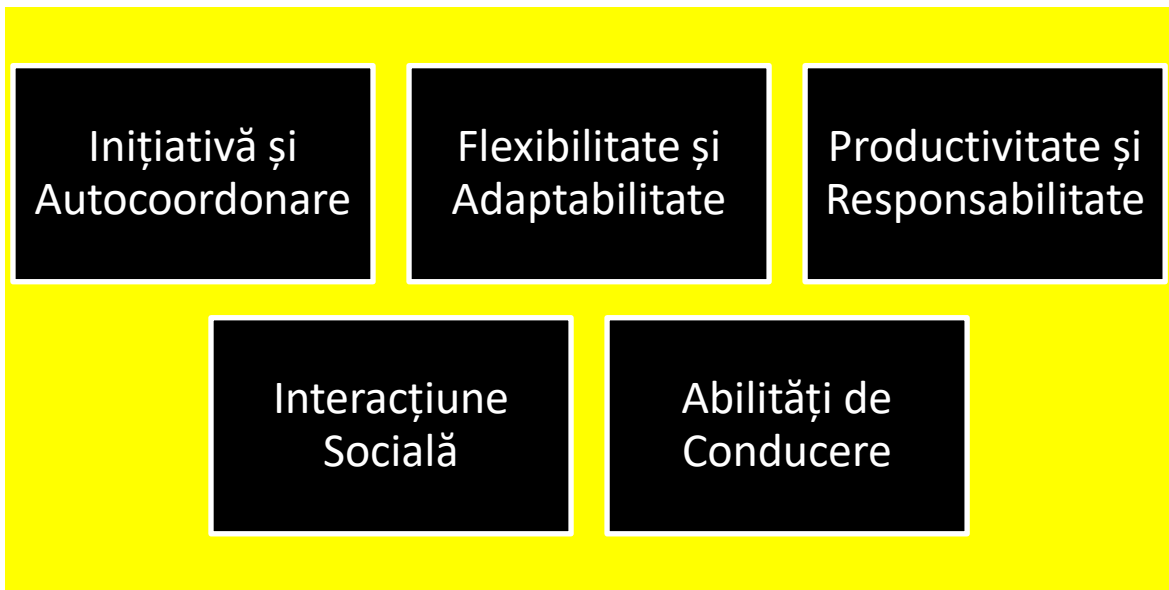 Inițiativă și
Autocoordonare
Flexibilitate și
Adaptabilitate
Productivitate și
Responsabilitate
Interacțiune
Socială
Abilități de
Conducere